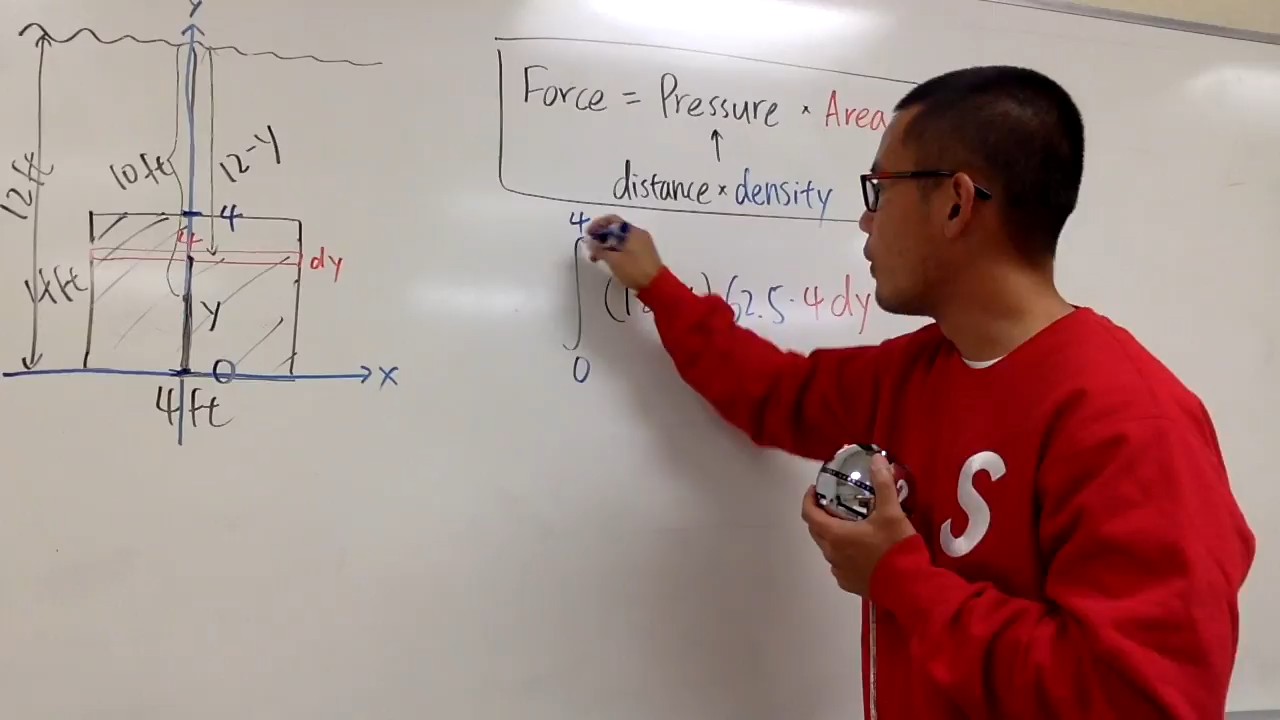 y
12ft
10ft
12-y
4
4
dy
4ft
y
0
x
4ft
Force = Pressure × Area
↑
distance × density
4
∫
0
62.5 · 4 dy
S